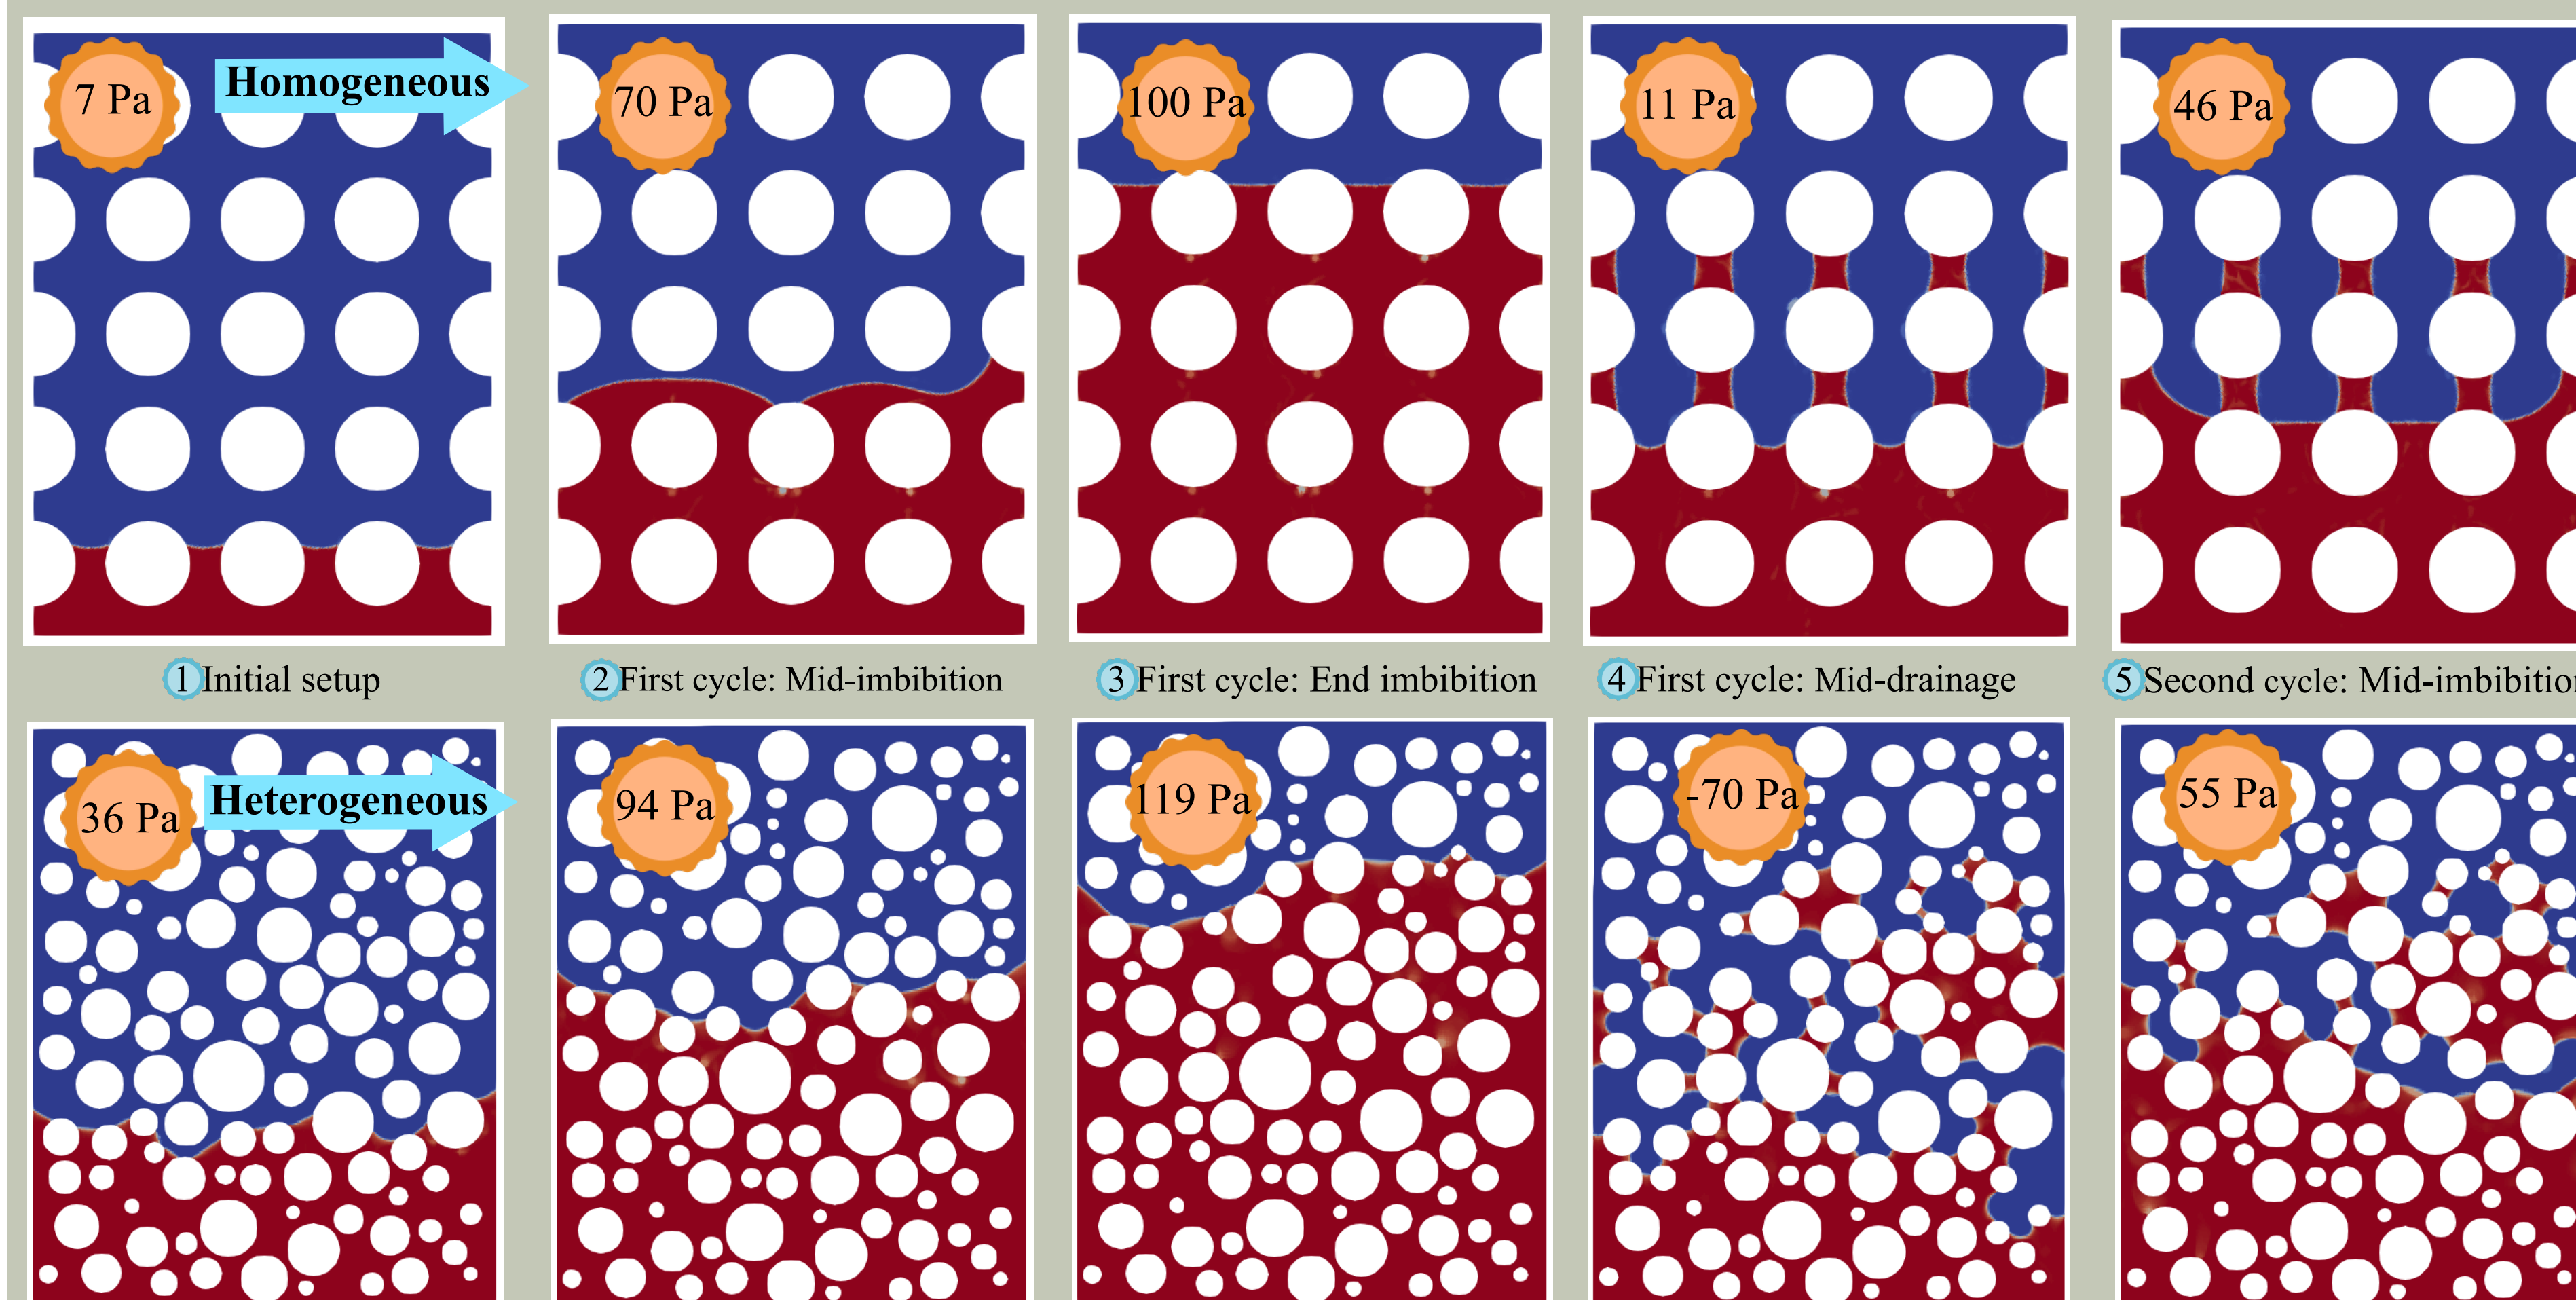 7 Pa
Homogeneous
70 Pa
100 Pa
11 Pa
46 Pa
1 Initial setup
2 First cycle: Mid-imbibition
3 First cycle: End imbibition
4 First cycle: Mid-drainage
5 Second cycle: Mid-imbibition
36 Pa
Heterogeneous
94 Pa
119 Pa
-70 Pa
55 Pa